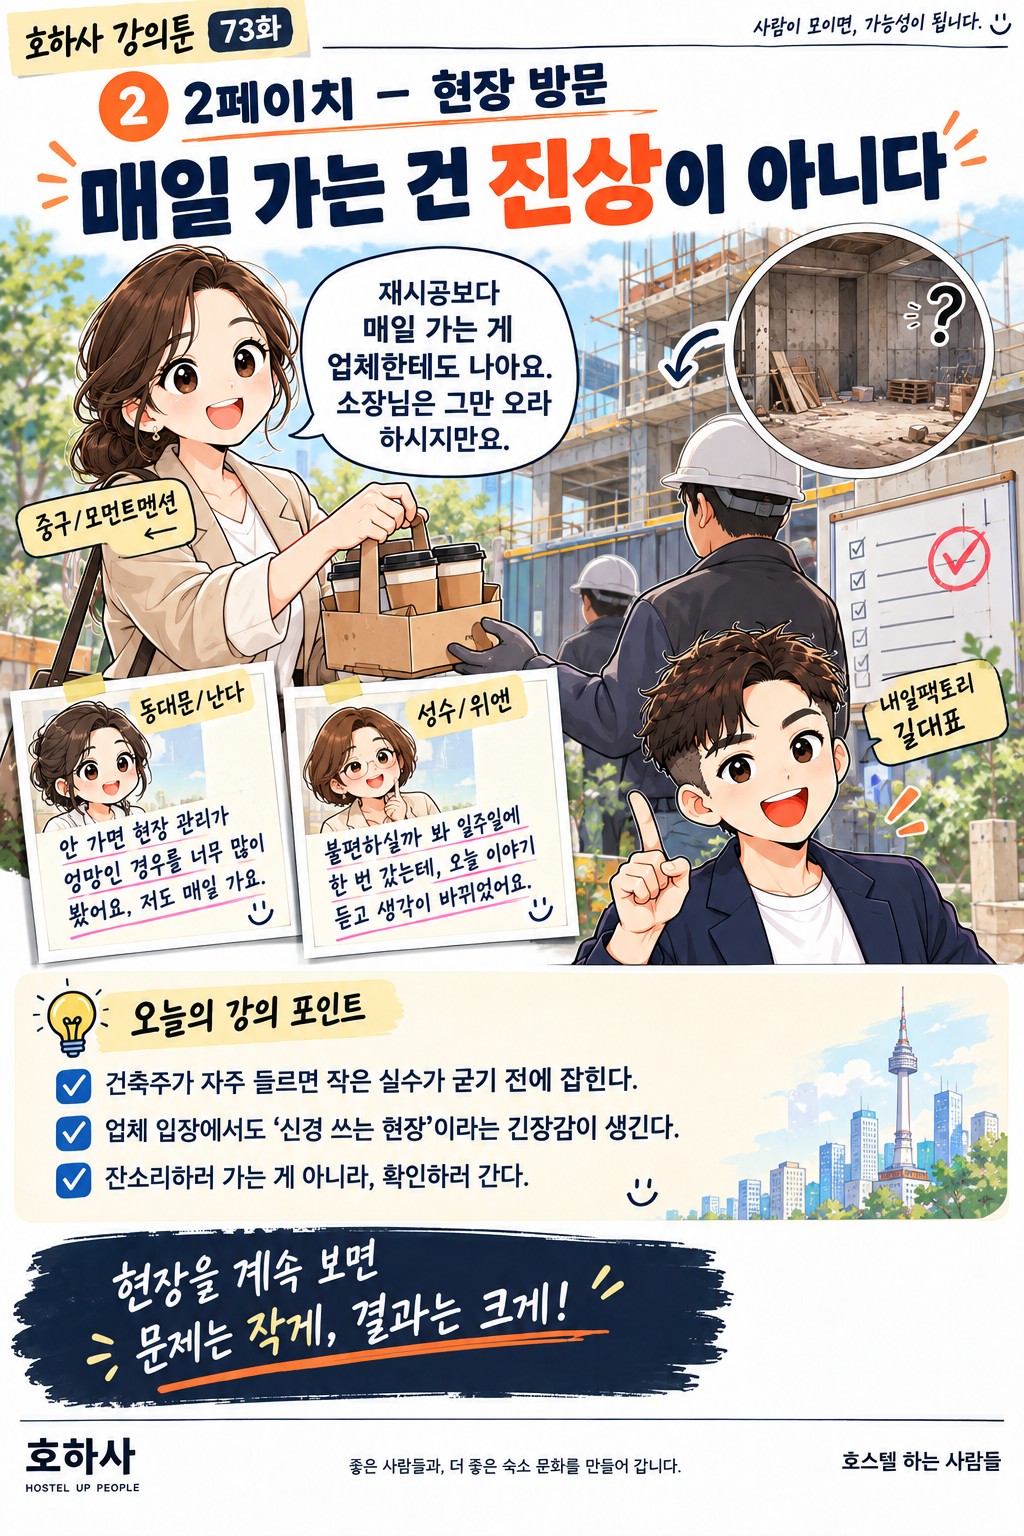 호하사 강의툰 73화
사람이 모이면, 가능성이 됩니다.
2 2페이지 – 현장 방문
매일 가는 건 진상이 아니다
재시공보다
매일 가는 게
업체한테도 나아요.
소장님은 그만 오라
하시지만요.
?
중구/모먼트맨션
←
동대문/난다
안 가면 현장 관리가
엉망인 경우를 너무 많이
봤어요, 저도 매일 가요.
성수/위앤
불편하실까 봐 일주일에
한 번 갔는데, 오늘 이야기
듣고 생각이 바뀌었어요.
내일팩토리
길대표
오늘의 강의 포인트
건축주가 자주 들르면 작은 실수가 굳기 전에 잡힌다.
업체 입장에서도 ‘신경 쓰는 현장’이라는 긴장감이 생긴다.
잔소리하러 가는 게 아니라, 확인하러 간다.
현장을 계속 보면
문제는 작게, 결과는 크게!
호하사
HOSTEL UP PEOPLE
좋은 사람들과, 더 좋은 숙소 문화를 만들어 갑니다.
호스텔 하는 사람들